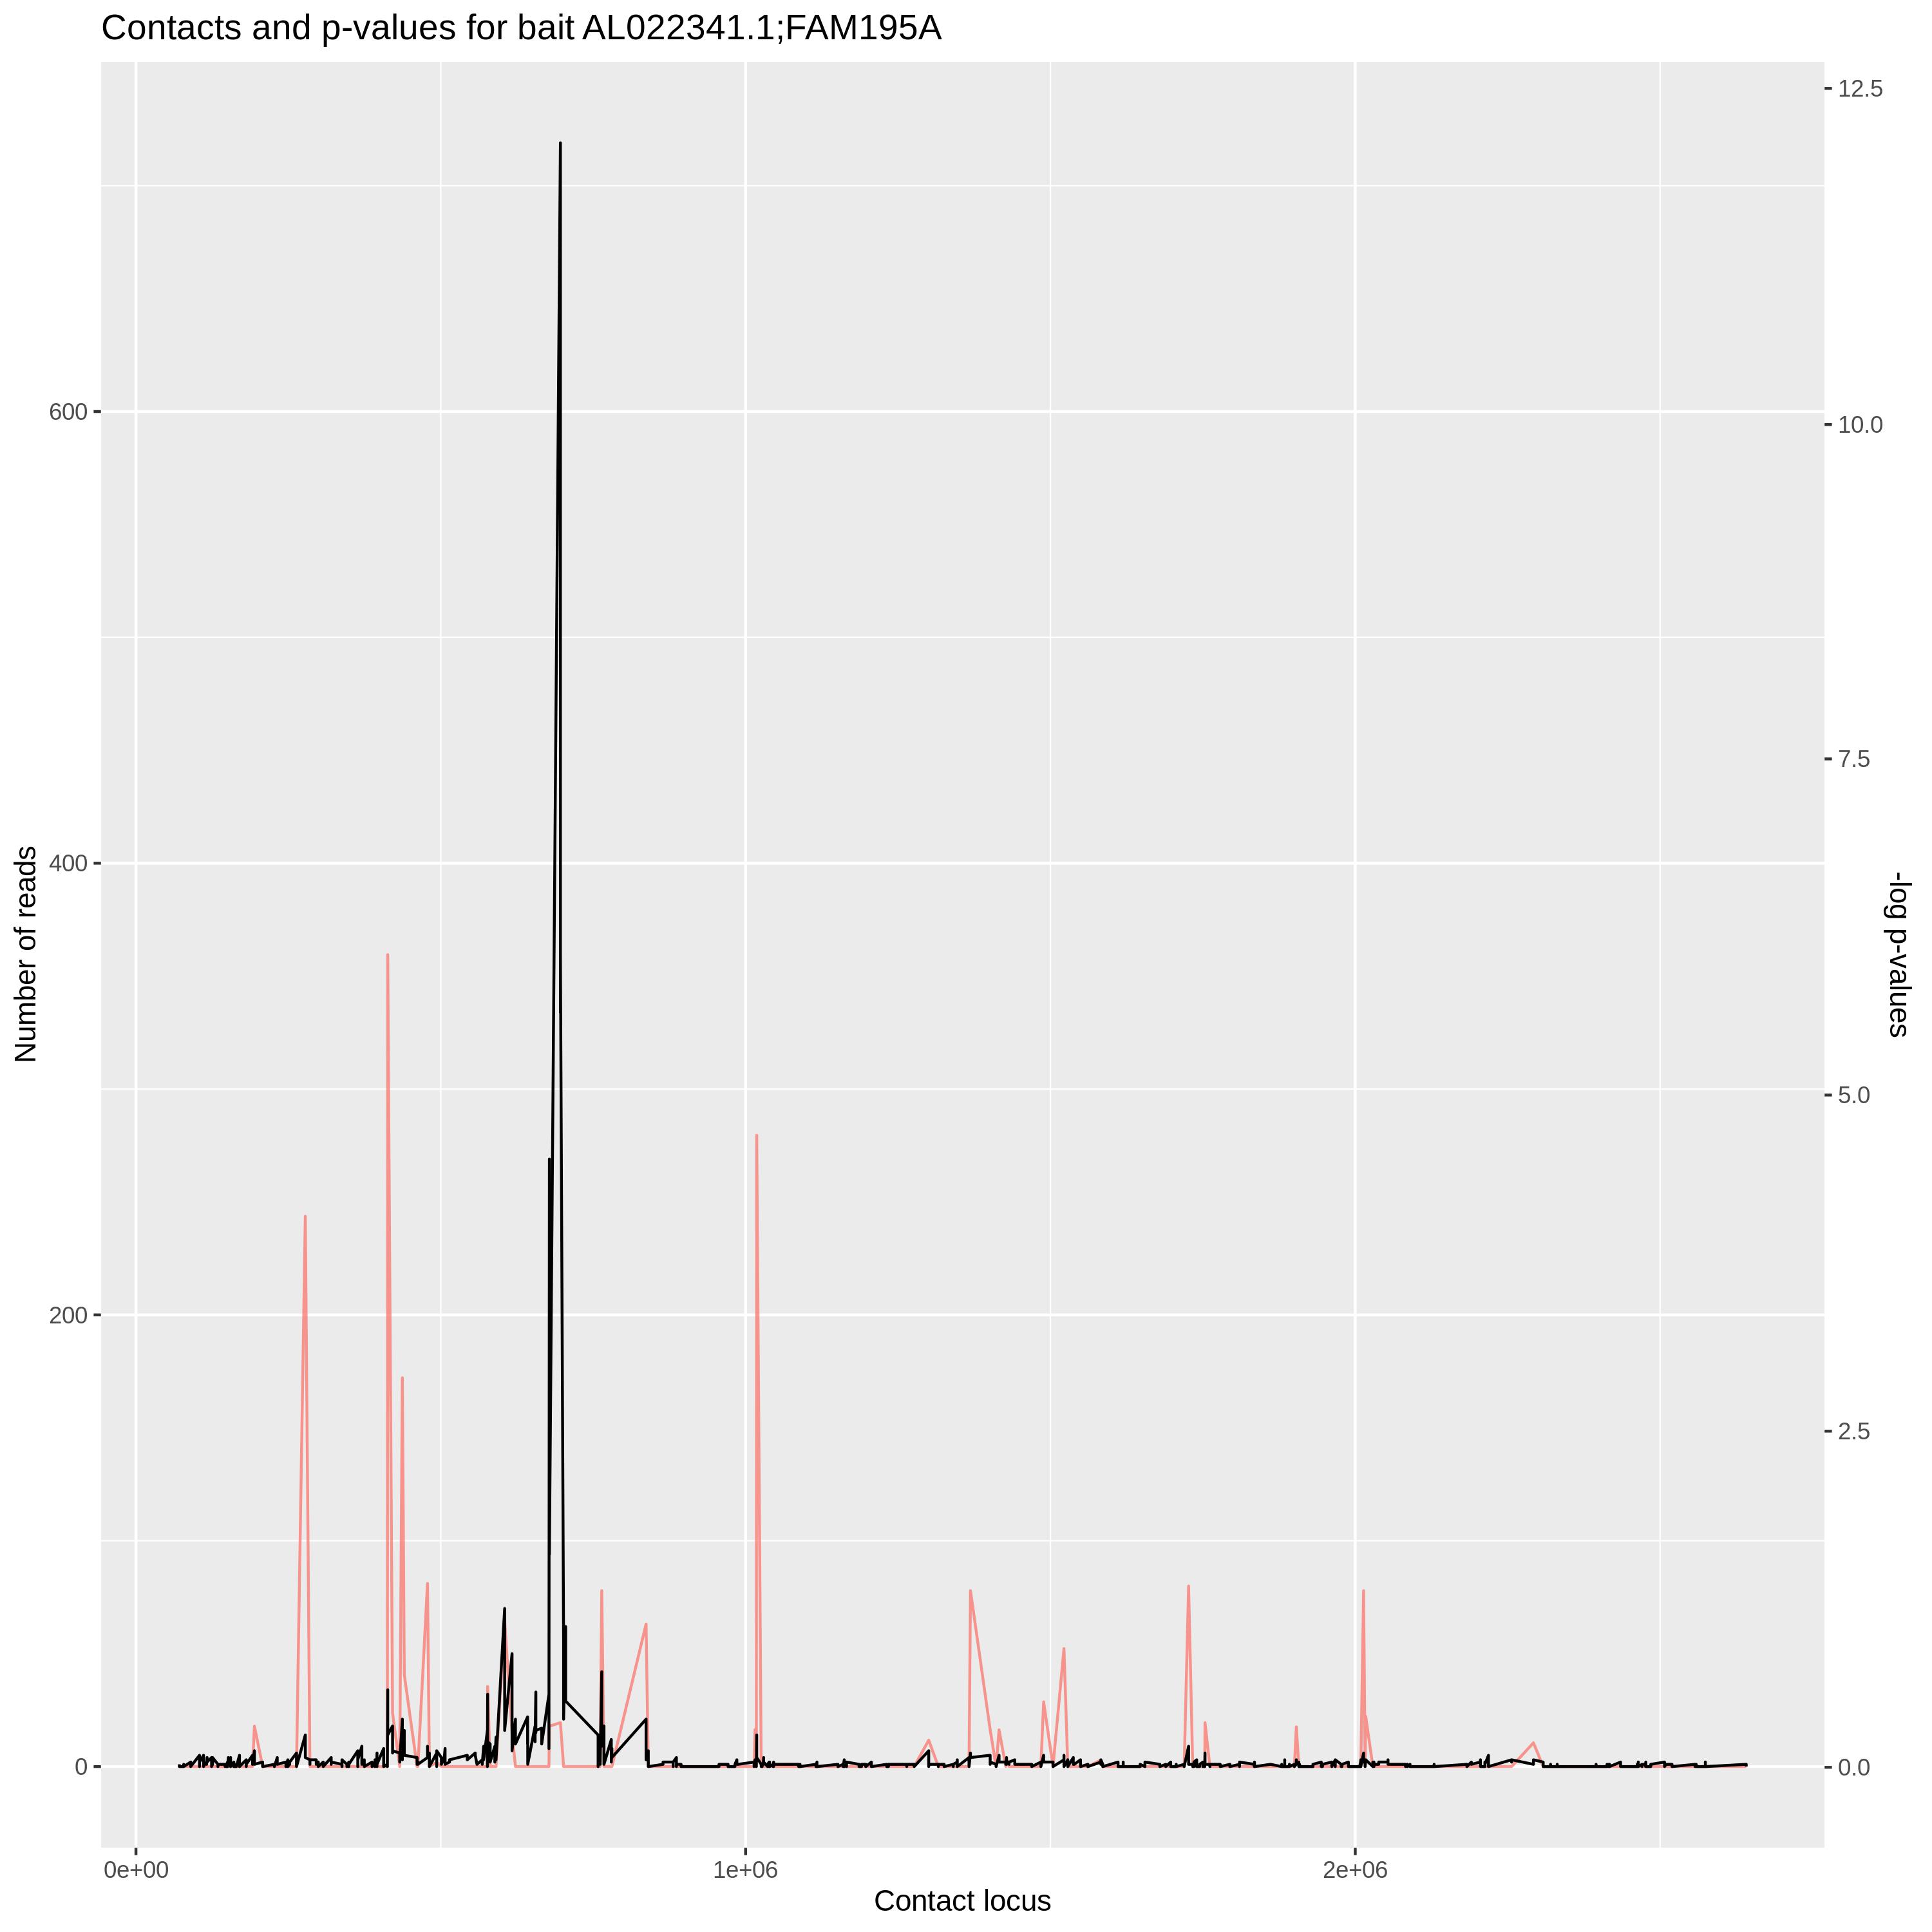 Contacts and p-values for bait AL022341.1;FAM195A
12.5
600
10.0
7.5
Number of reads
400
-log p-values
5.0
200
2.5
0
0.0
0e+00
1e+06
2e+06
Contact locus